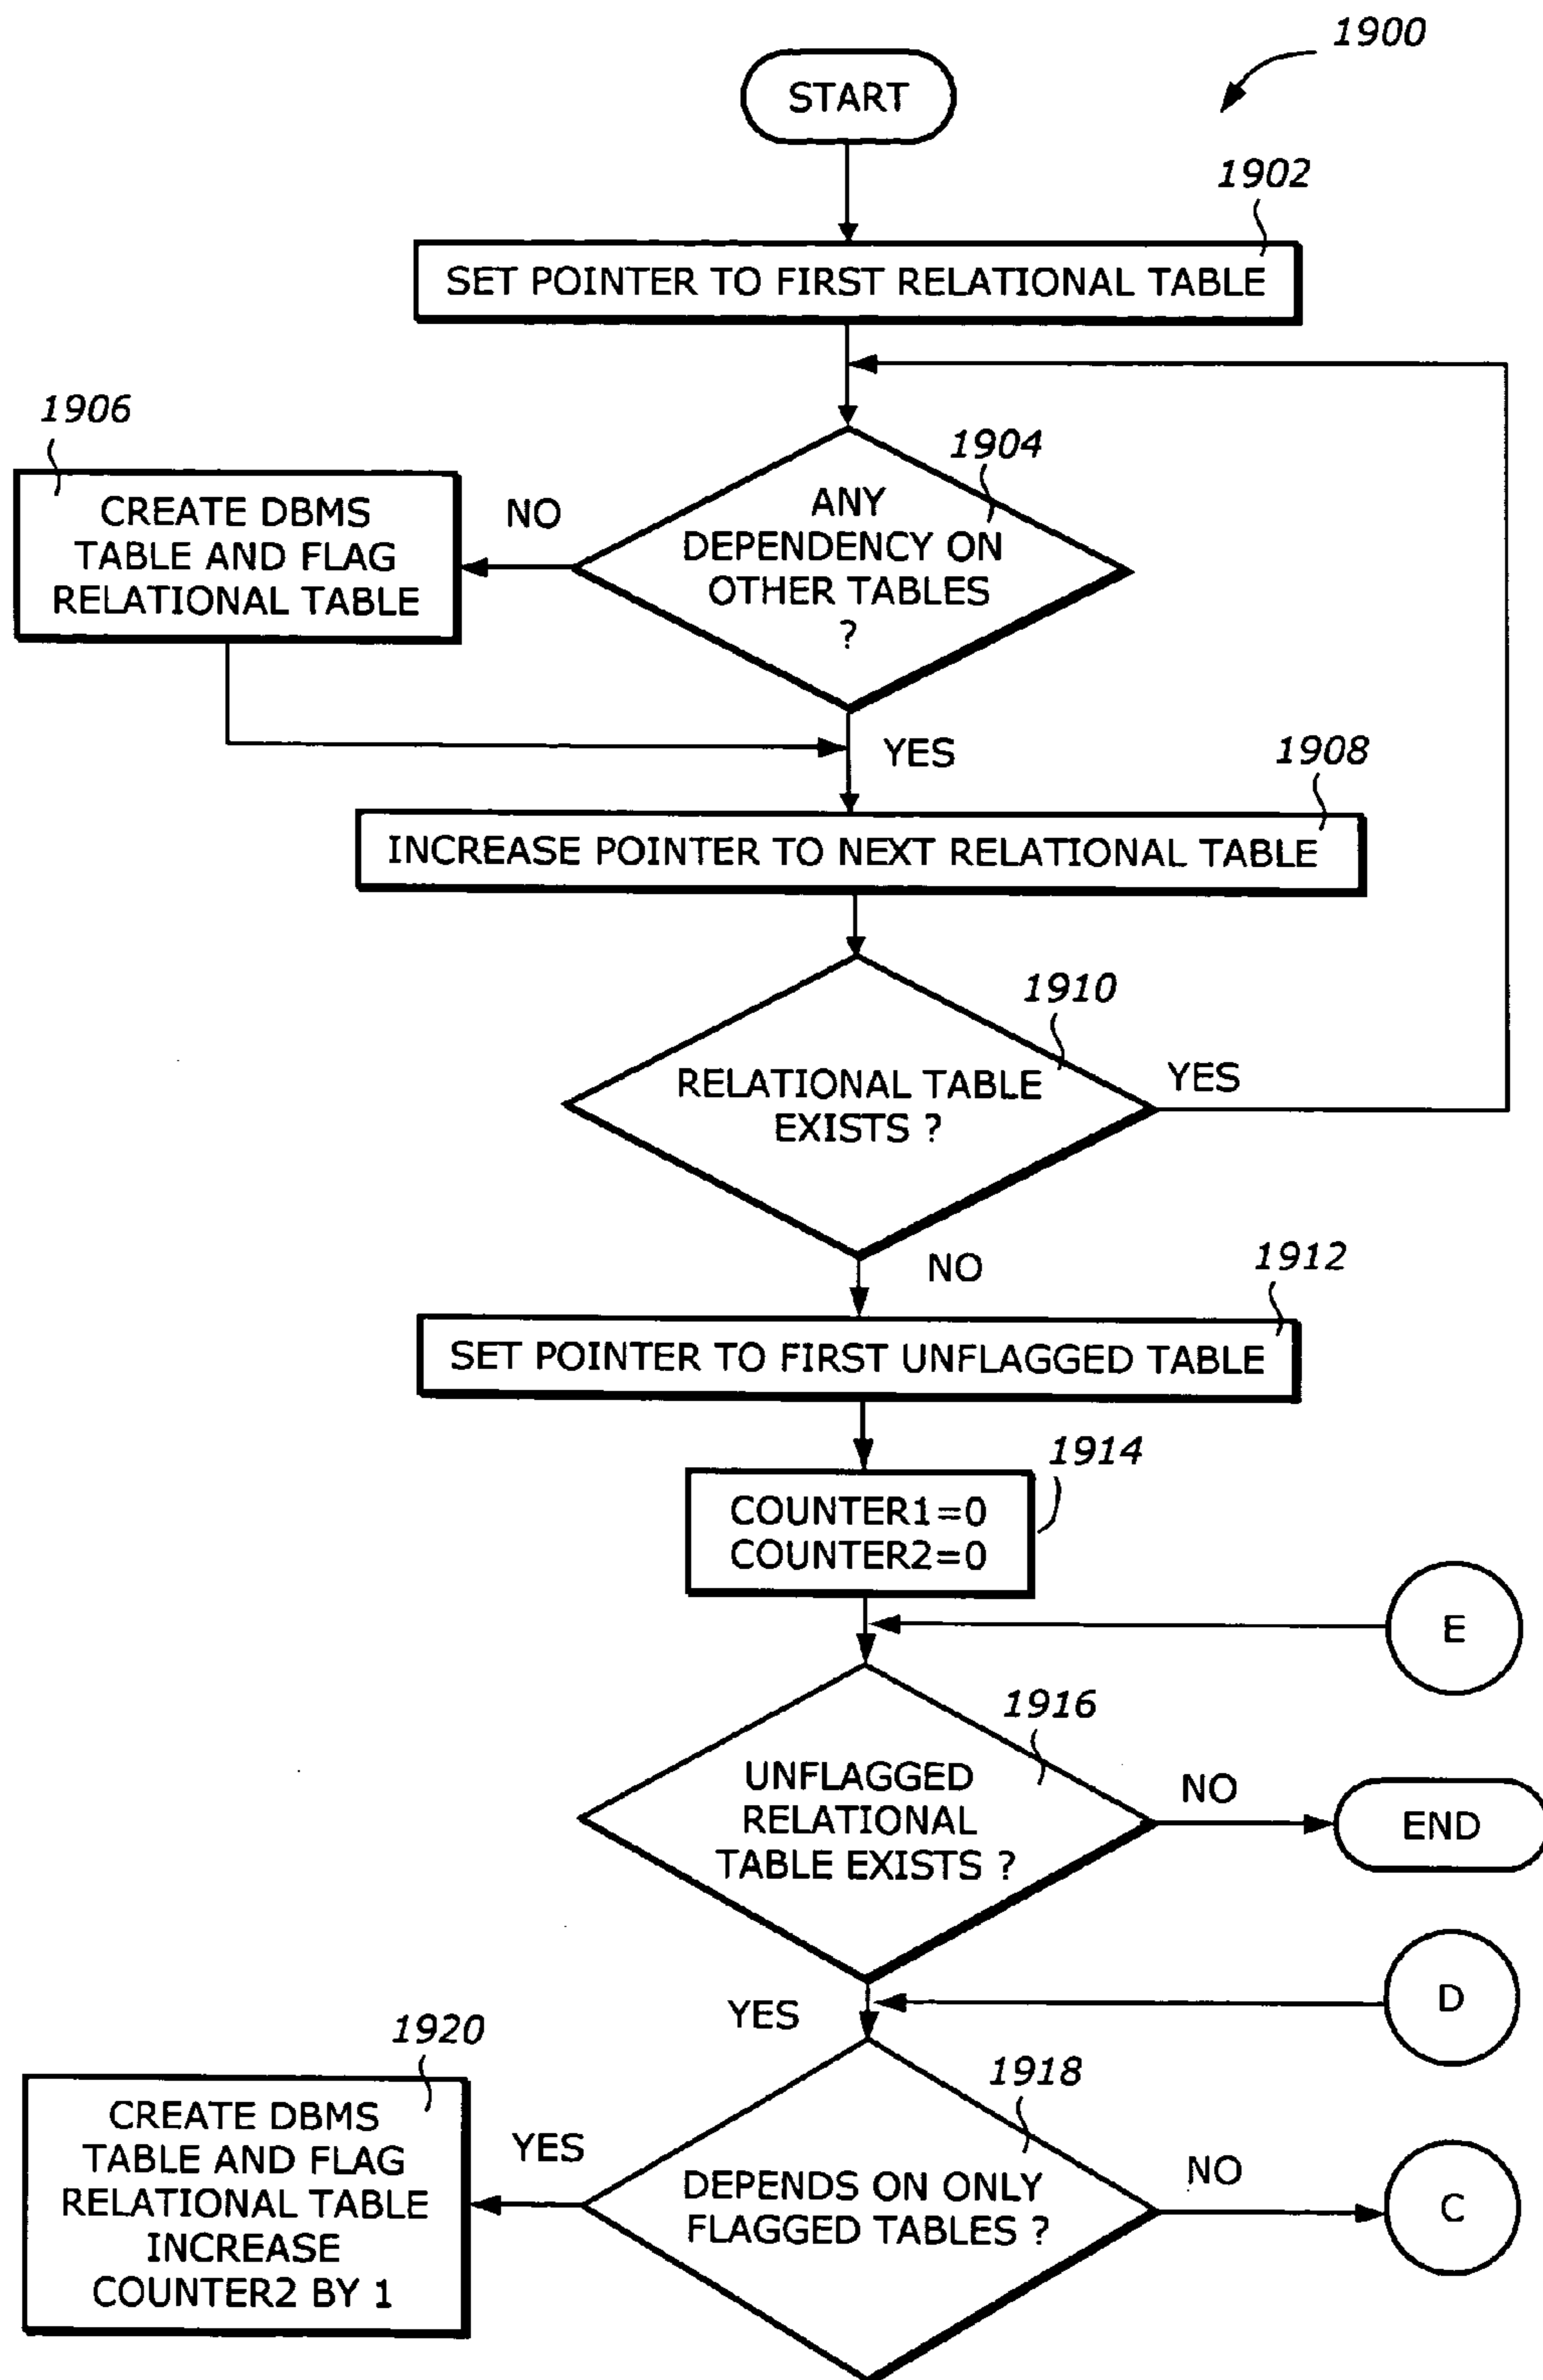 1900
START
1902
SET POINTER TO FIRST RELATIONAL TABLE
1906
1904
CREATE DBMS
TABLE AND FLAG
RELATIONAL TABLE
NO
ANY
DEPENDENCY ON
OTHER TABLES
?
YES
1908
INCREASE POINTER TO NEXT RELATIONAL TABLE
1910
RELATIONAL TABLE
EXISTS ?
YES
NO
1912
SET POINTER TO FIRST UNFLAGGED TABLE
1914
COUNTER1=0
COUNTER2=0
E
1916
UNFLAGGED
RELATIONAL
TABLE EXISTS ?
NO
END
D
YES
1920
1918
CREATE DBMS
TABLE AND FLAG
RELATIONAL TABLE
INCREASE
COUNTER2 BY 1
YES
DEPENDS ON ONLY
FLAGGED TABLES ?
NO
C